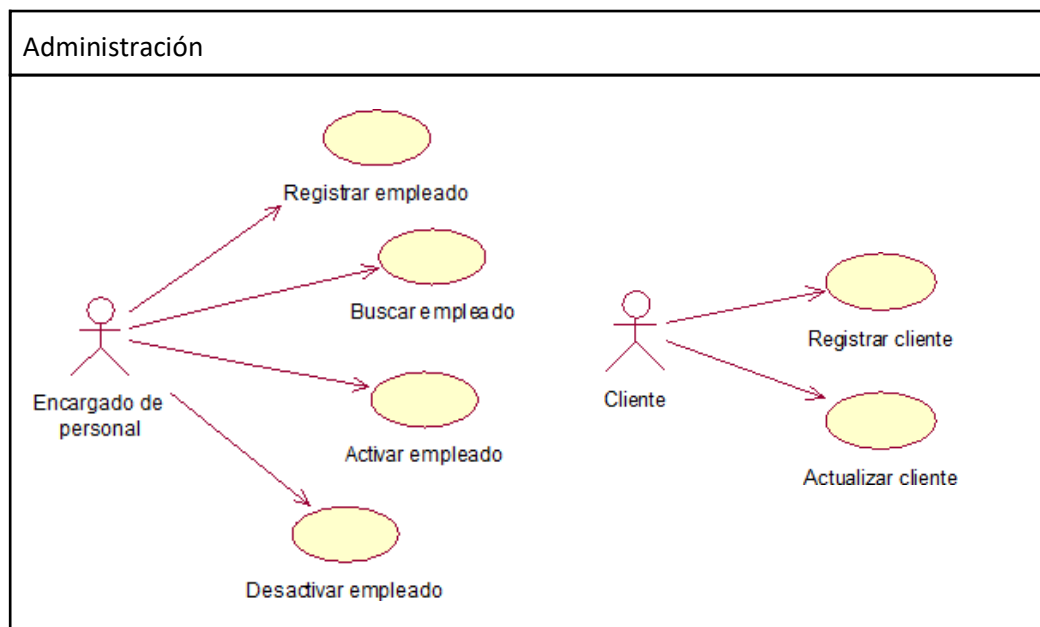 Administración
Registrar empleado
Buscar empleado
Encargado de
personal
Activar empleado
Desactivar empleado
Registrar cliente
Cliente
Actualizar cliente